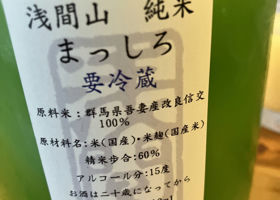 浅間山 純米
まっしろ
要冷蔵
原料米：群馬県吾妻産改良信交
100%
原材料名：米(国産)・米麹(国産米)
精米歩合：60%
アルコール分：15度
お酒は二十歳になってから